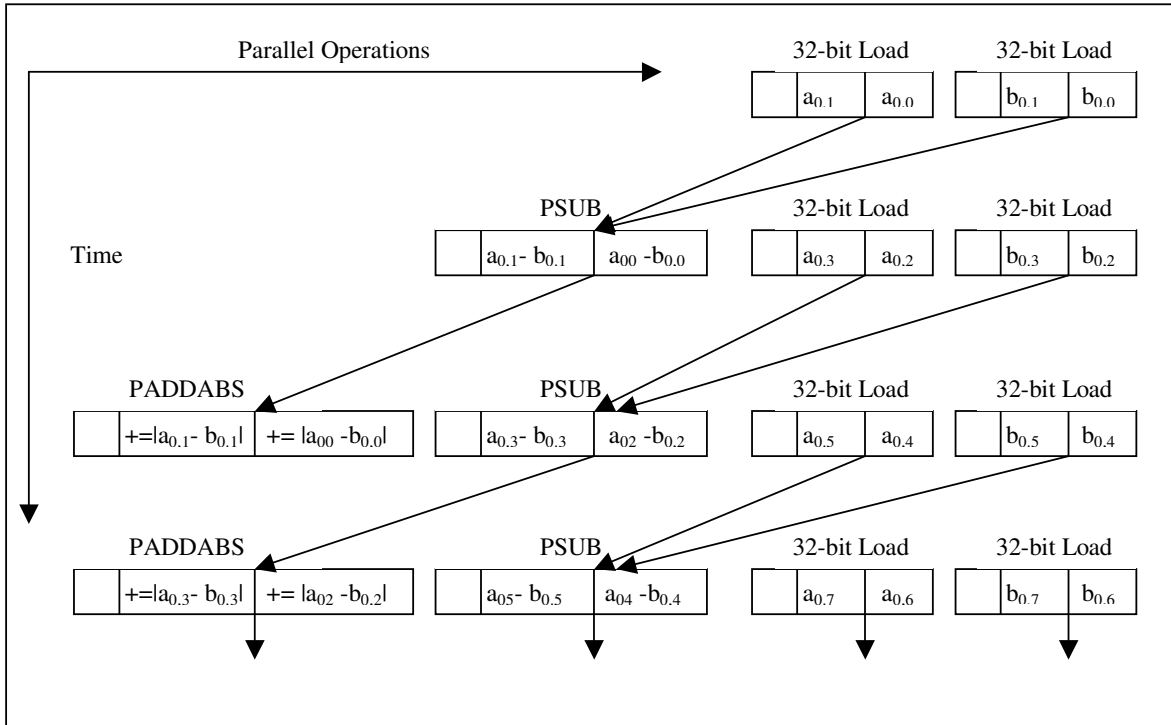 Parallel Operations 32-bit Load 32-bit Load
a0.1 a0.0 b0.1 b0.0
PSUB 32-bit Load 32-bit Load
Time a0.1- b0.1 a00 -b0.0 a0.3 a0.2 b0.3 b0.2
PADDABS PSUB 32-bit Load 32-bit Load
+=|a0.1- b0.1| += |a00 -b0.0| a0.3- b0.3 a02 -b0.2 a0.5 a0.4 b0.5 b0.4
PADDABS PSUB 32-bit Load 32-bit Load
+=|a0.3- b0.3| += |a02 -b0.2| a05- b0.5 a04 -b0.4 a0.7 a0.6 b0.7 b0.6